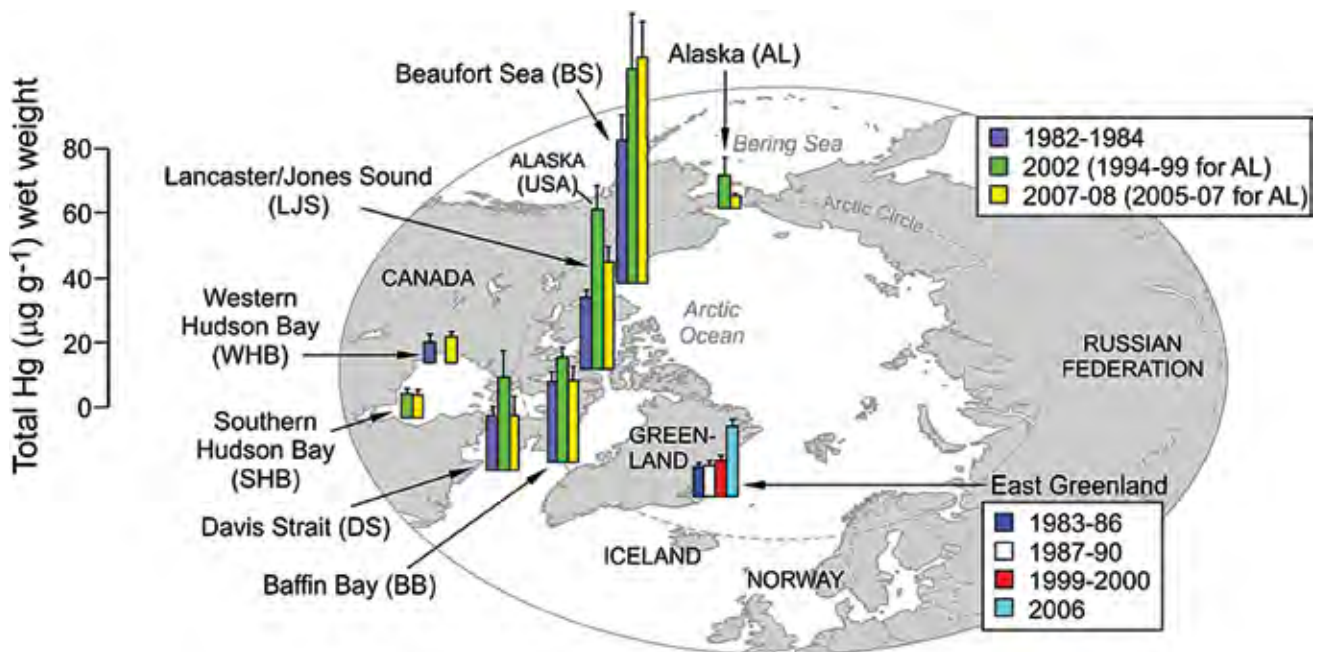 Total Hg (µg g-1) wet weight
80
60
40
20
0
Beaufort Sea (BS)
Alaska (AL)
Lancaster/Jones Sound
(LJS)
Western
Hudson Bay
(WHB)
Southern
Hudson Bay
(SHB)
Davis Strait (DS)
Baffin Bay (BB)
ALASKA
(USA)
CANADA
Bering Sea
Arctic Circle
Arctic
Ocean
RUSSIAN
FEDERATION
GREEN-
LAND
ICELAND
NORWAY
1982-1984
2002 (1994-99 for AL)
2007-08 (2005-07 for AL)
East Greenland
1983-86
1987-90
1999-2000
2006